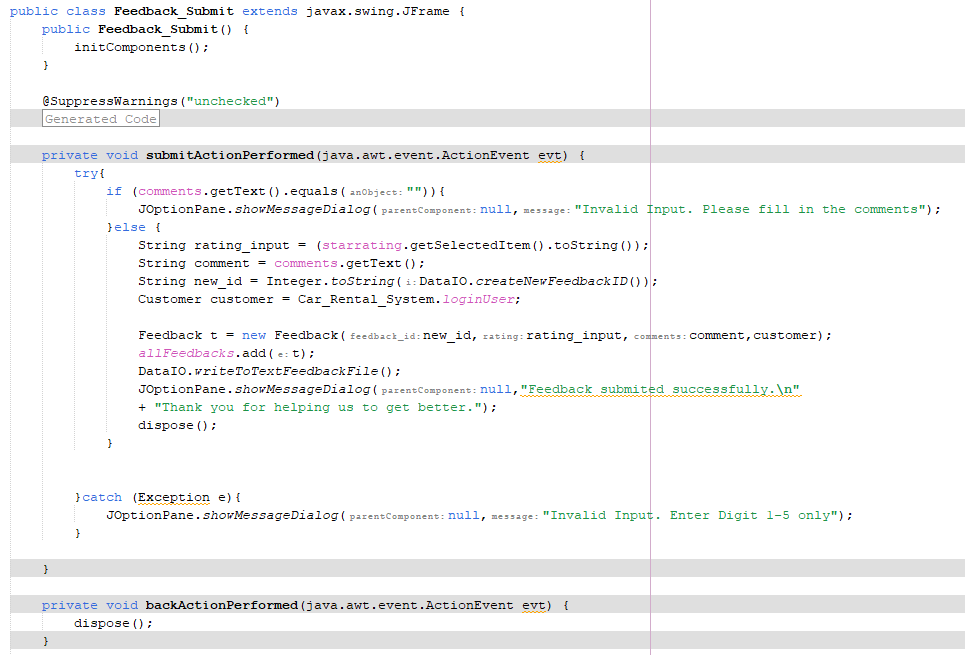 public class Feedback_Submit extends javax.swing.JFrame {
public Feedback_Submit() {
initComponents();
}
@SuppressWarnings("unchecked")
Generated Code
private void submitActionPerformed(java.awt.event.ActionEvent evt) {
try{
if (comments.getText().equals( anObject: "")){
JOptionPane.showMessageDialog( parentComponent: null, message: "Invalid Input. Please fill in the comments");
}else {
String rating_input = (starrating.getSelectedItem().toString());
String comment = comments.getText();
String new_id = Integer.toString( i: DataIO.createNewFeedbackID());
Customer customer = Car_Rental_System.loginUser;
Feedback t = new Feedback( feedback_id: new_id, rating: rating_input, comments: comment,customer);
allFeedbacks.add( e: t);
DataIO.writeToTextFeedbackFile();
JOptionPane.showMessageDialog( parentComponent: null,"Feedback submited successfully.\n"
+ "Thank you for helping us to get better.");
dispose();
}
}catch (Exception e){
JOptionPane.showMessageDialog( parentComponent: null, message: "Invalid Input. Enter Digit 1-5 only");
}
}
private void backActionPerformed(java.awt.event.ActionEvent evt) {
dispose();
}